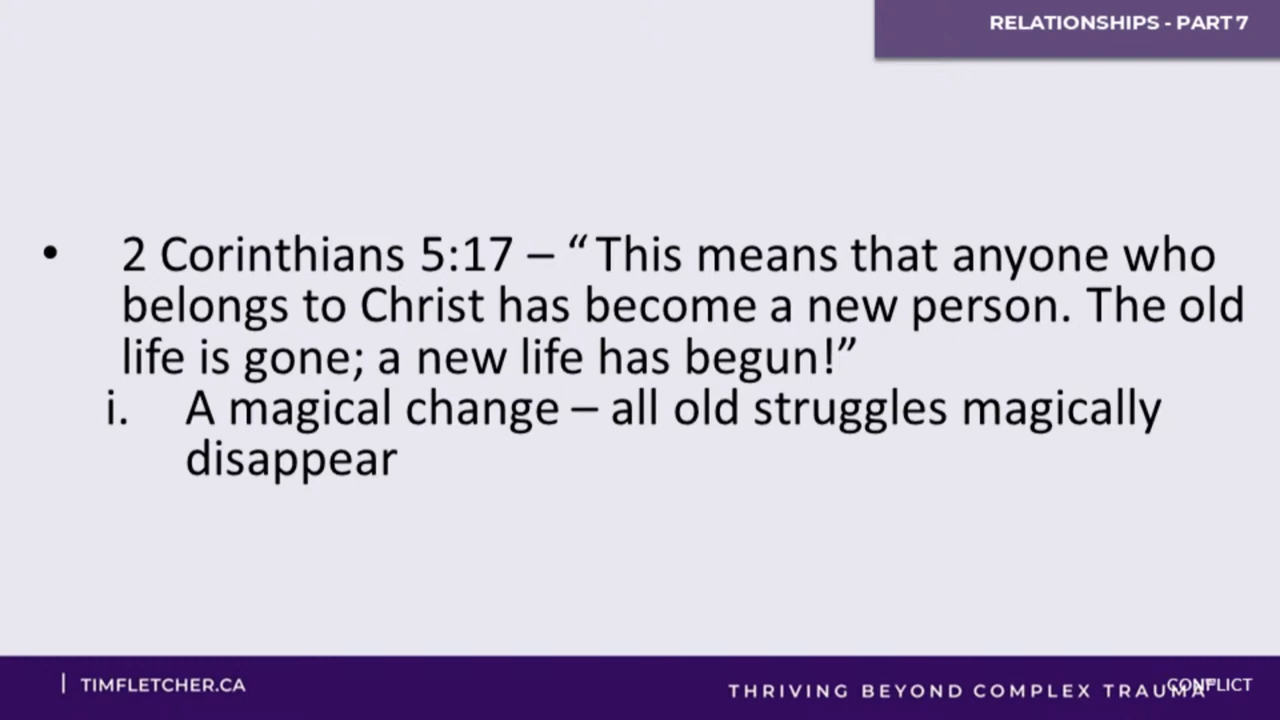 RELATIONSHIPS - PART 7
• 2 Corinthians 5:17 – “This means that anyone who
belongs to Christ has become a new person. The old
life is gone; a new life has begun!”
i. A magical change – all old struggles magically
disappear
| TIMFLETCHER.CA
THRIVING BEYOND COMPLEX TRAUMA
CONFLICT